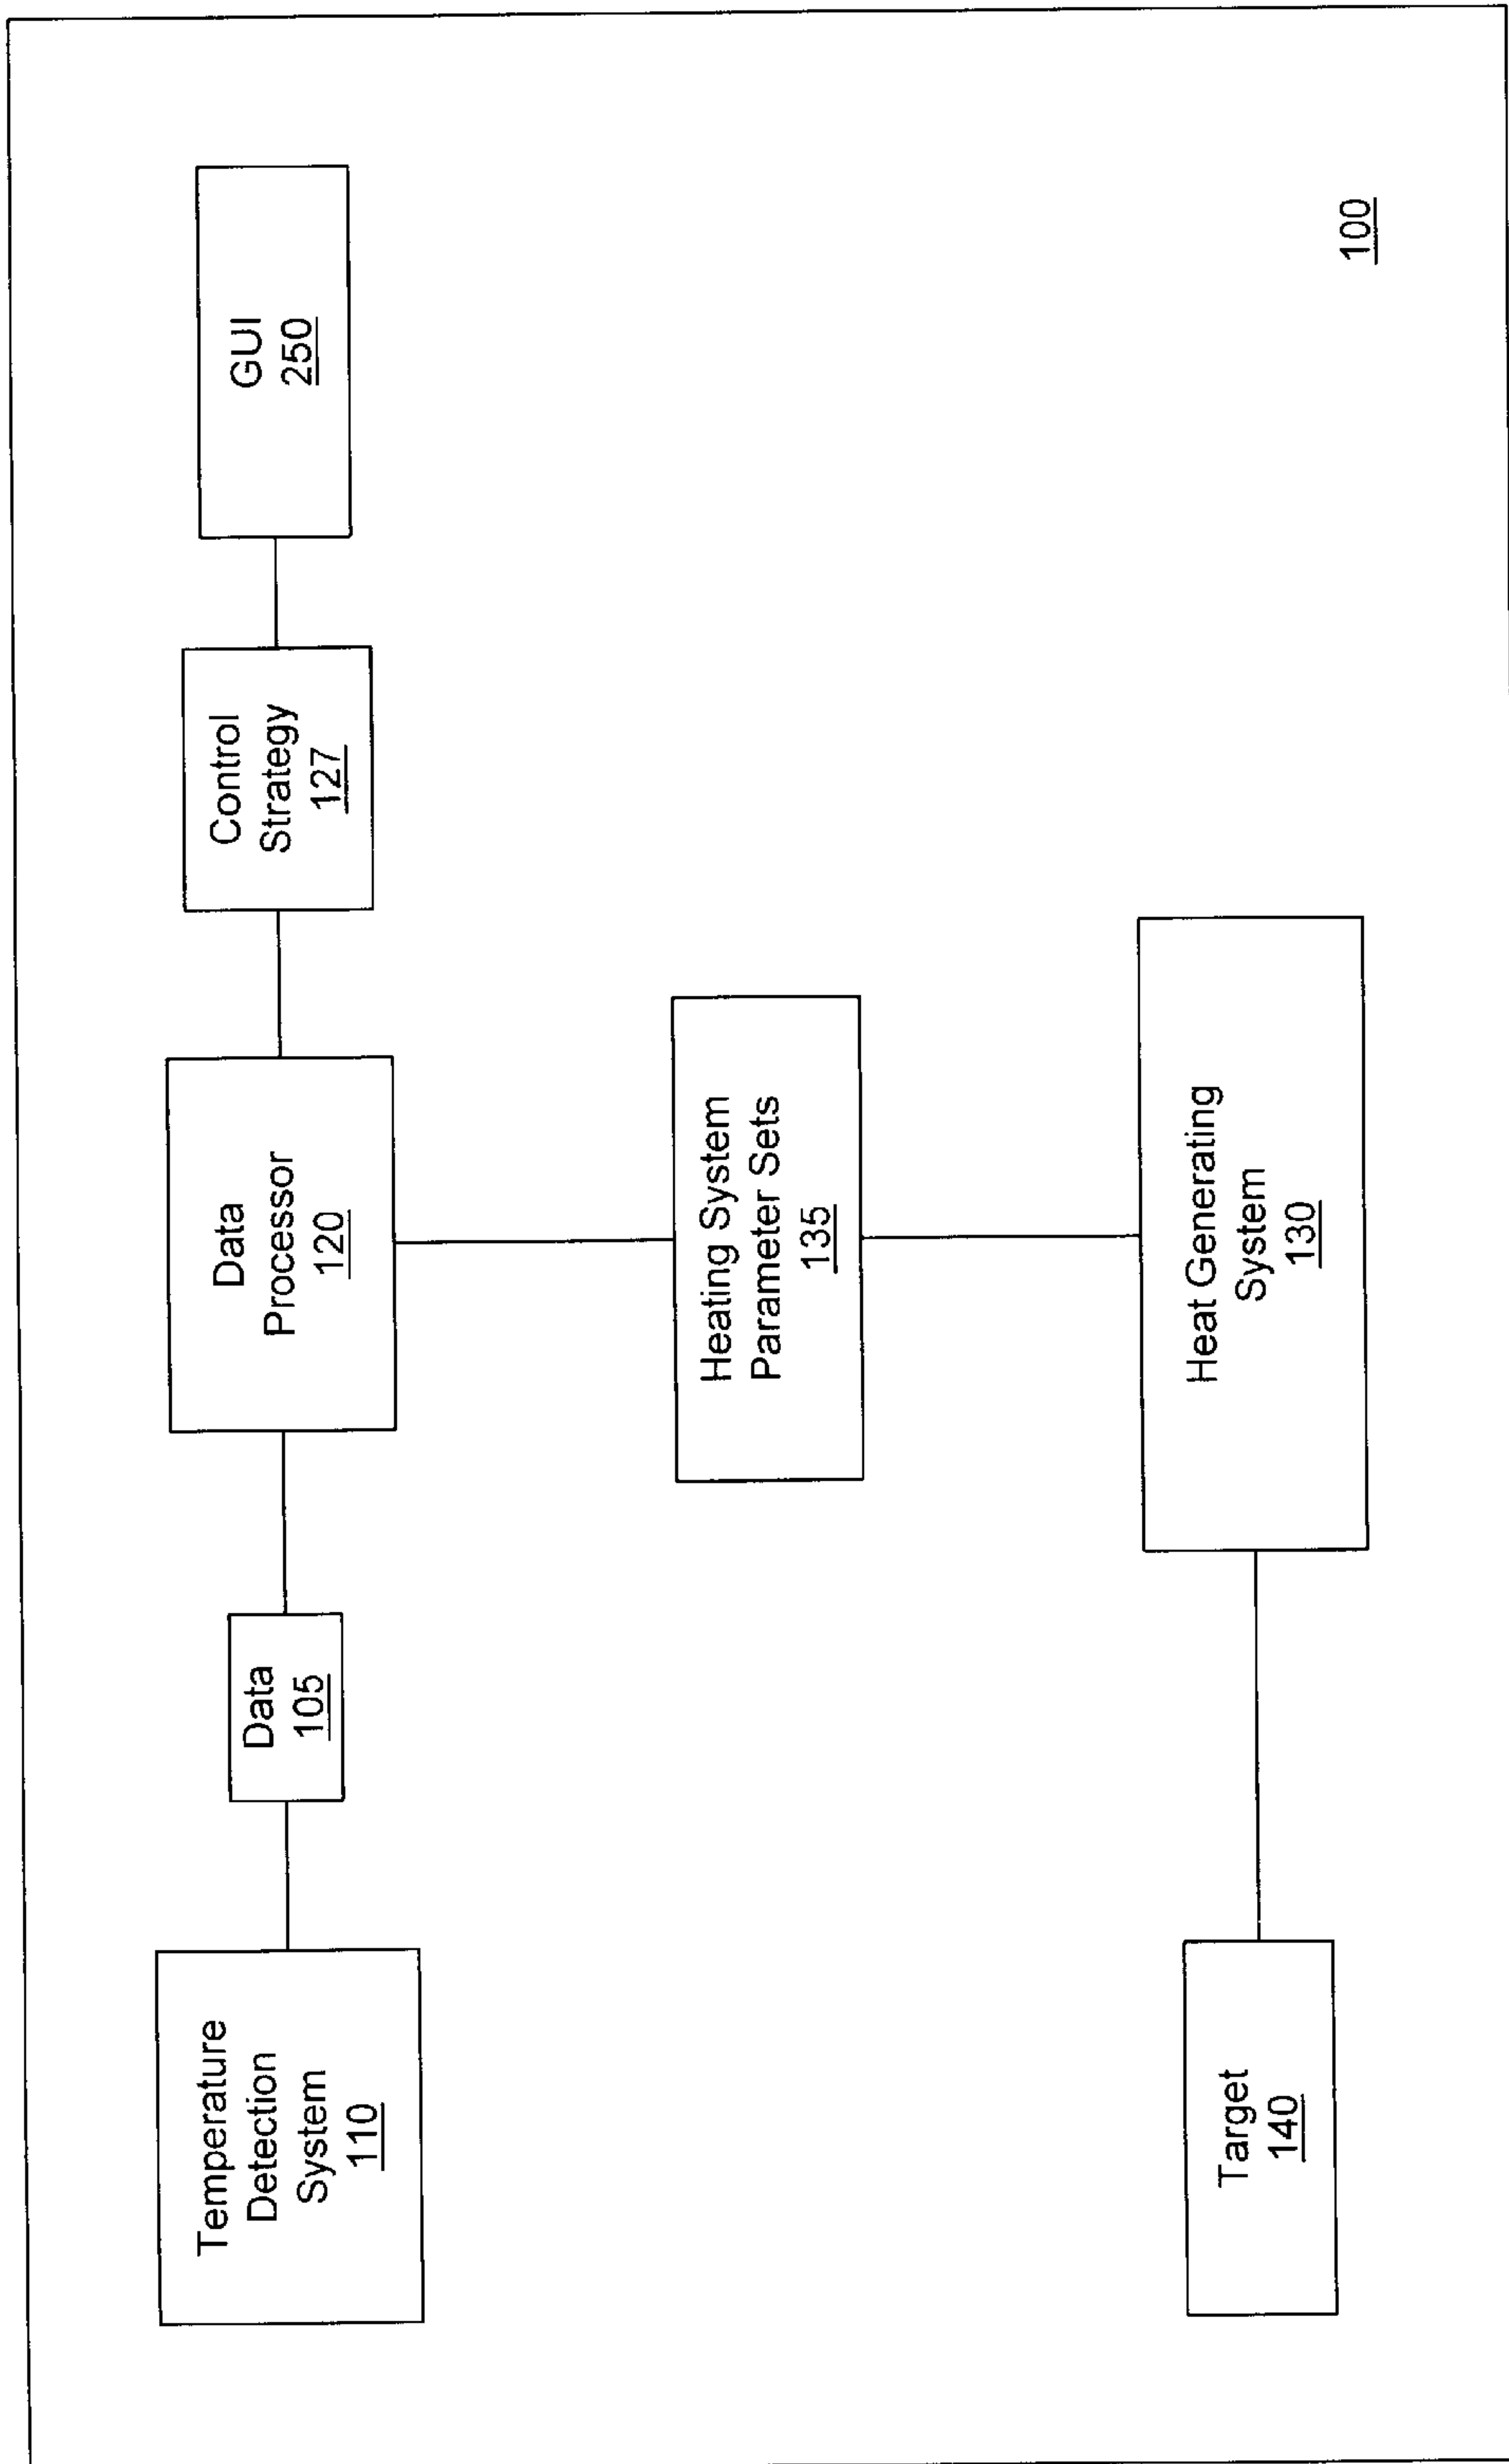 Temperature
Detection
System
110
Data
105
Data
Processor
120
Control
Strategy
127
GUI
250
Heating System
Parameter Sets
135
Target
140
Heat Generating
System
130
100